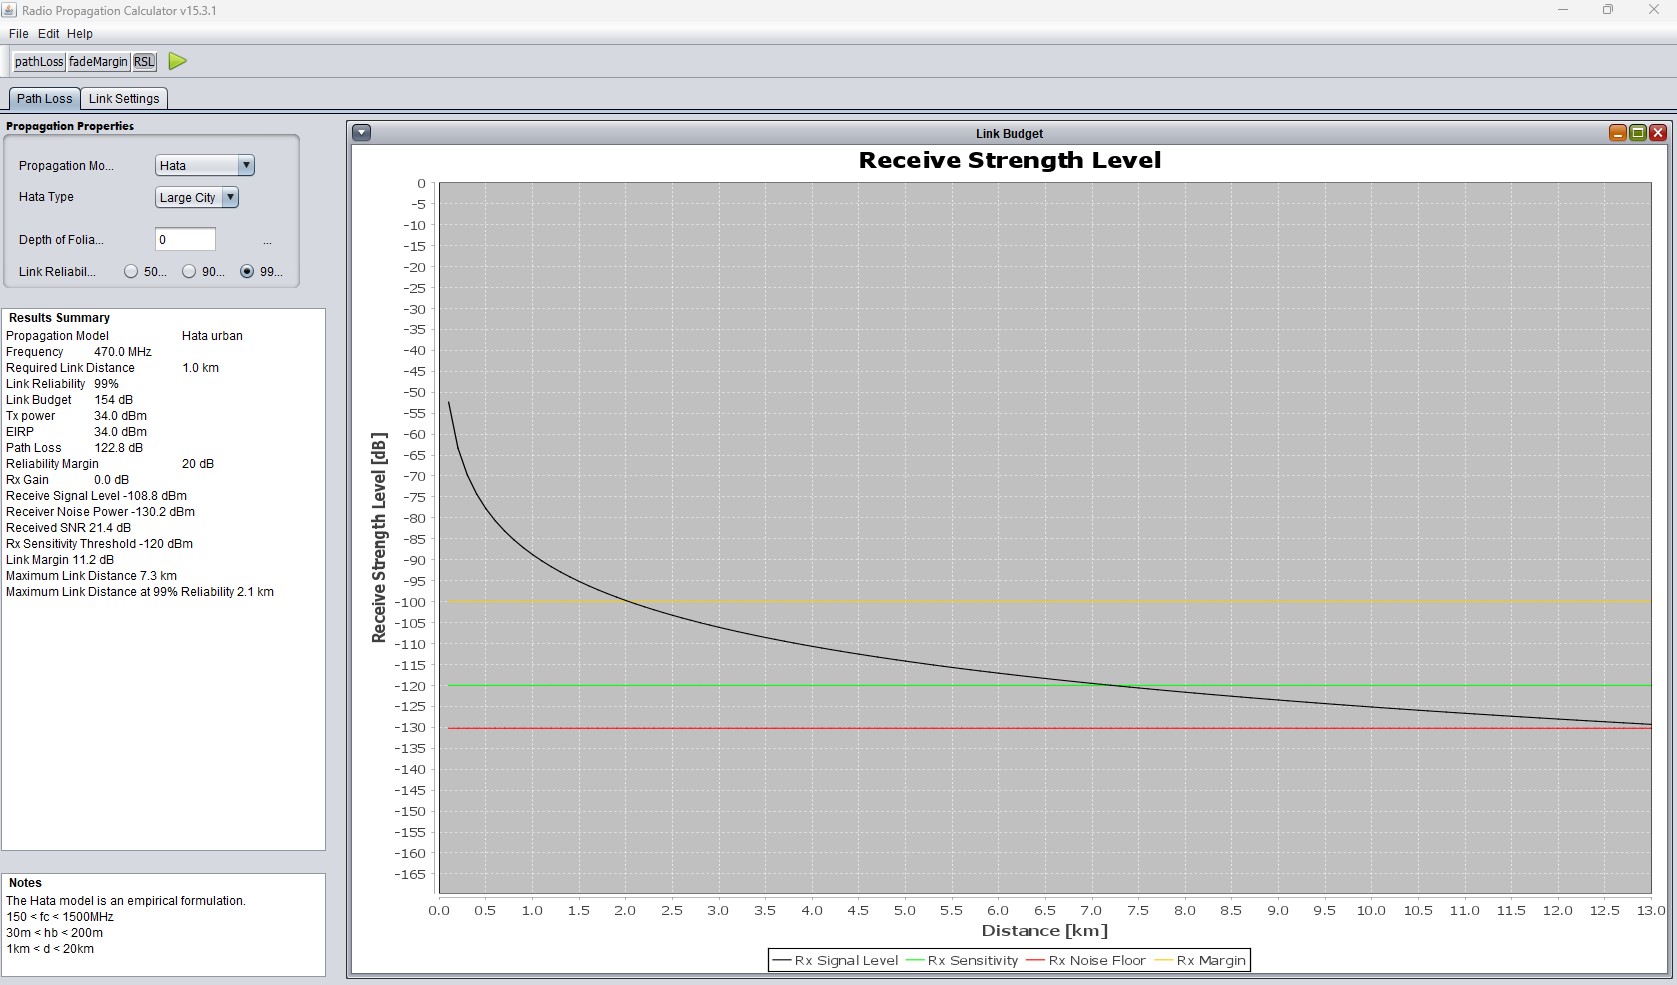 Radio Propagation Calculator v15.3.1
File Edit Help
pathLoss fadeMargin RSL
Path Loss Link Settings
Propagation Properties
Propagation Mo... Hata
Hata Type Large City
Depth of Folia... 0 ...
Link Reliabil... 50... 90... 99...
Results Summary
Propagation Model Hata urban
Frequency 470.0 MHz
Required Link Distance 1.0 km
Link Reliability 99%
Link Budget 154 dB
Tx power 34.0 dBm
EIRP 34.0 dBm
Path Loss 122.8 dB
Reliability Margin 20 dB
Rx Gain 0.0 dB
Receive Signal Level -108.8 dBm
Receiver Noise Power -130.2 dBm
Received SNR 21.4 dB
Rx Sensitivity Threshold -120 dBm
Link Margin 11.2 dB
Maximum Link Distance 7.3 km
Maximum Link Distance at 99% Reliability 2.1 km
Notes
The Hata model is an empirical formulation.
150 < fc < 1500MHz
30m < hb < 200m
1km < d < 20km
Link Budget
Receive Strength Level
Receive Strength Level [dB]
0
-5
-10
-15
-20
-25
-30
-35
-40
-45
-50
-55
-60
-65
-70
-75
-80
-85
-90
-95
-100
-105
-110
-115
-120
-125
-130
-135
-140
-145
-150
-155
-160
-165
0.0 0.5 1.0 1.5 2.0 2.5 3.0 3.5 4.0 4.5 5.0 5.5 6.0 6.5 7.0 7.5 8.0 8.5 9.0 9.5 10.0 10.5 11.0 11.5 12.0 12.5 13.0
Distance [km]
Rx Signal Level Rx Sensitivity Rx Noise Floor Rx Margin